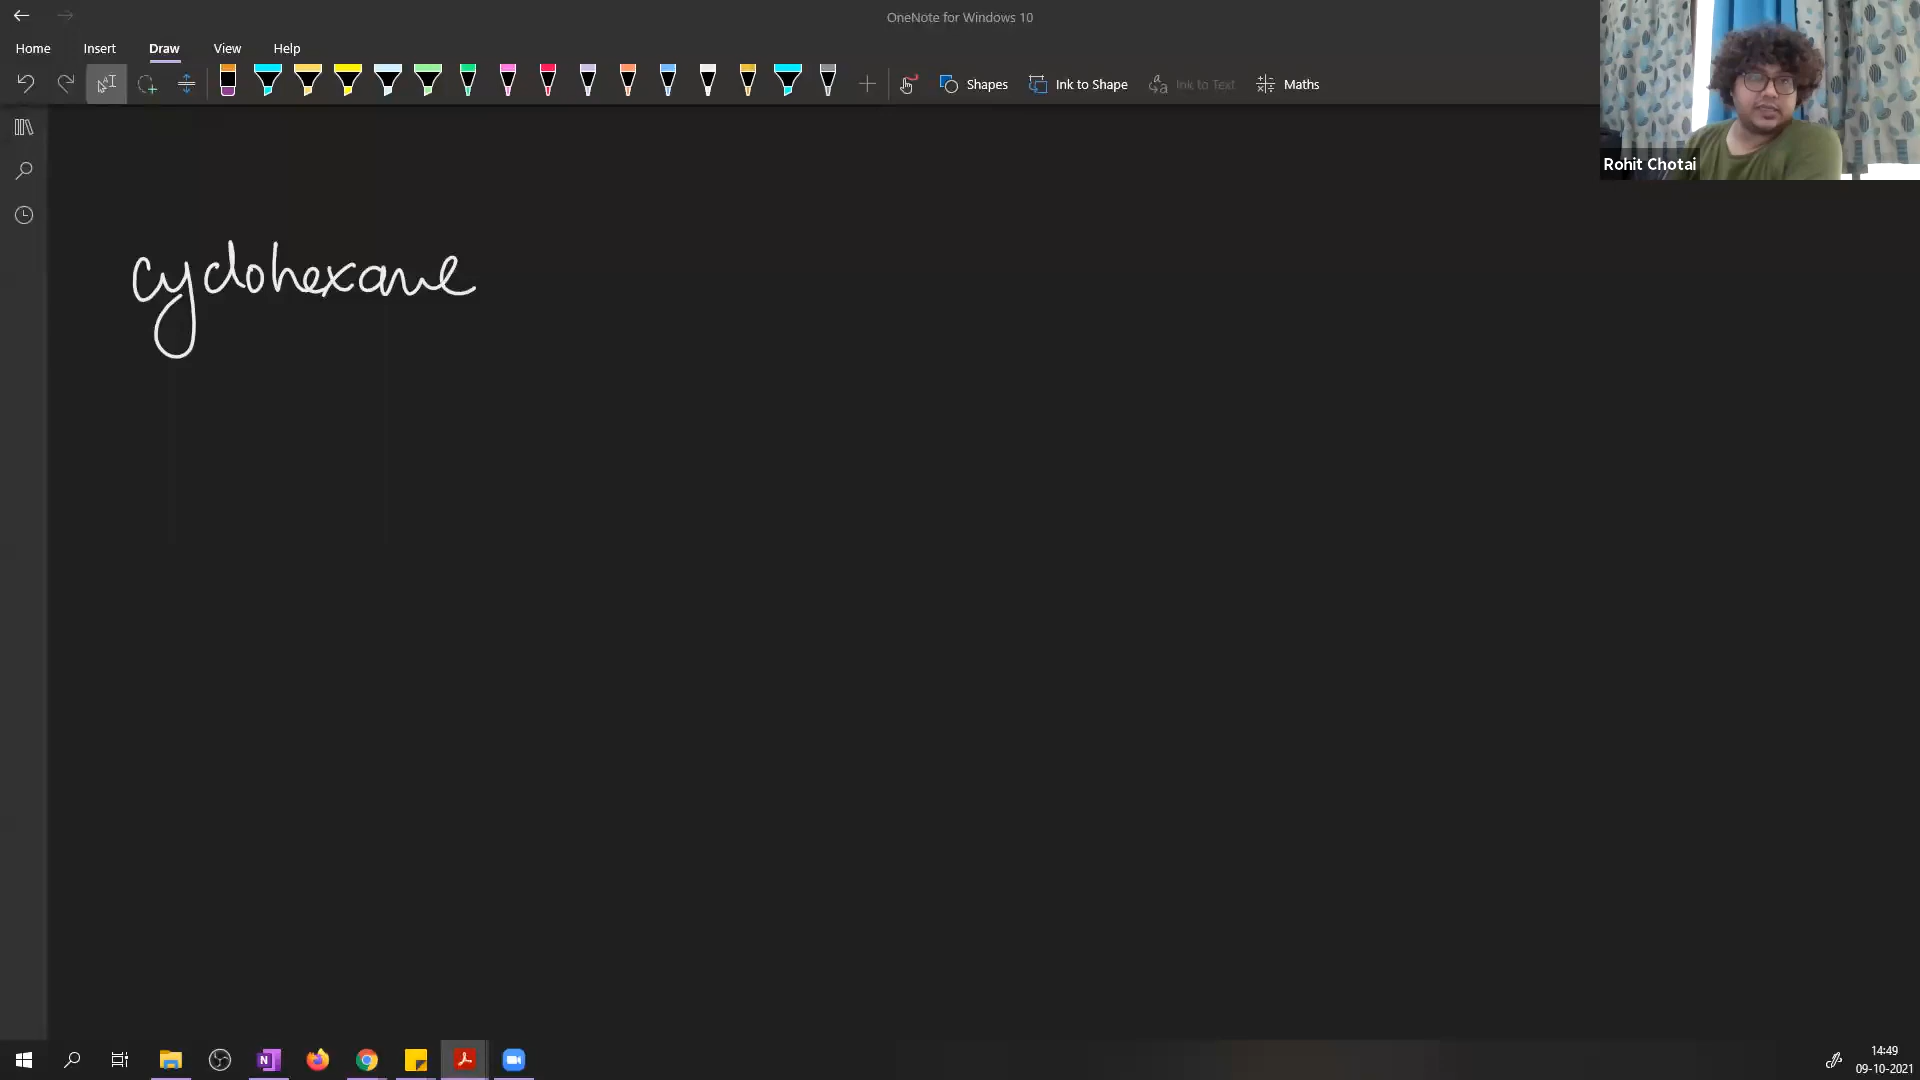 OneNote for Windows 10
Home Insert Draw View Help
Shapes Ink to Shape Ink to Text Maths
Rohit Chotai
cyclohexane
14:49
09-10-2021